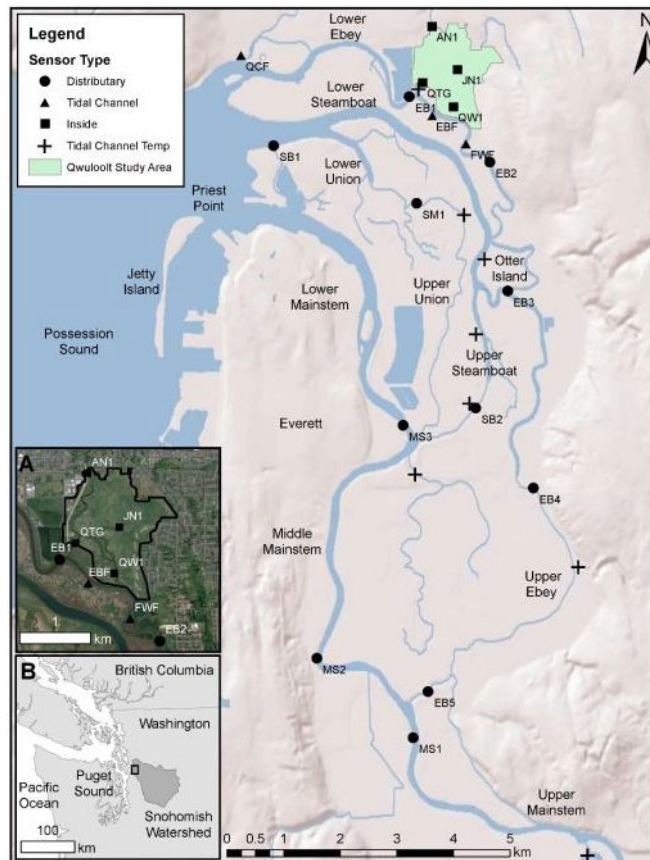 Legend
Sensor Type
Distributary
Tidal Channel
Inside
Tidal Channel Temp
Qwuloolt Study Area
N
Lower
Ebey
QCF
AN1
JN1
QTG
EB1
QW1
EBF
FWF
EB2
Lower
Steamboat
SB1
Lower
Union
SM1
Priest
Point
Jetty
Island
Lower
Mainstem
Upper
Union
Otter
Island
EB3
Possession
Sound
Upper
Steamboat
SB2
Everett
MS3
EB4
Middle
Mainstem
Upper
Ebey
MS2
EB5
MS1
Upper
Mainstem
0 0.5 1 2 3 4 5
km
A
AN1
JN1
QTG
EB1
EBF
QW1
FWF
EB2
1
km
B
British Columbia
Washington
Puget
Sound
Pacific
Ocean
Snohomish
Watershed
100
km